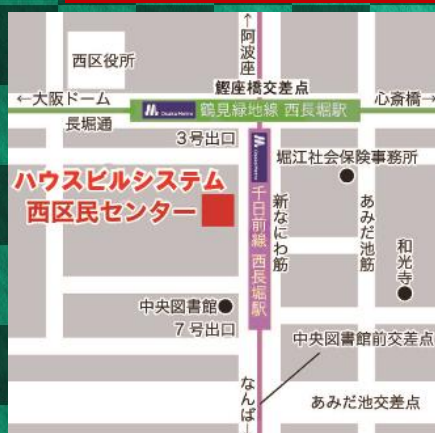 ↑阿波座
西区役所
鰹座橋交差点
←大阪ドーム
心斎橋→
Osaka Metro 鶴見緑地線 西長堀駅
長堀通
3号出口
堀江社会保険事務所
ハウスビルシステム
西区民センター
Osaka Metro 千日前線 西長堀駅
新なにわ筋
あみだ池筋
和光寺
中央図書館
7号出口
中央図書館前交差点
なんば→
あみだ池交差点